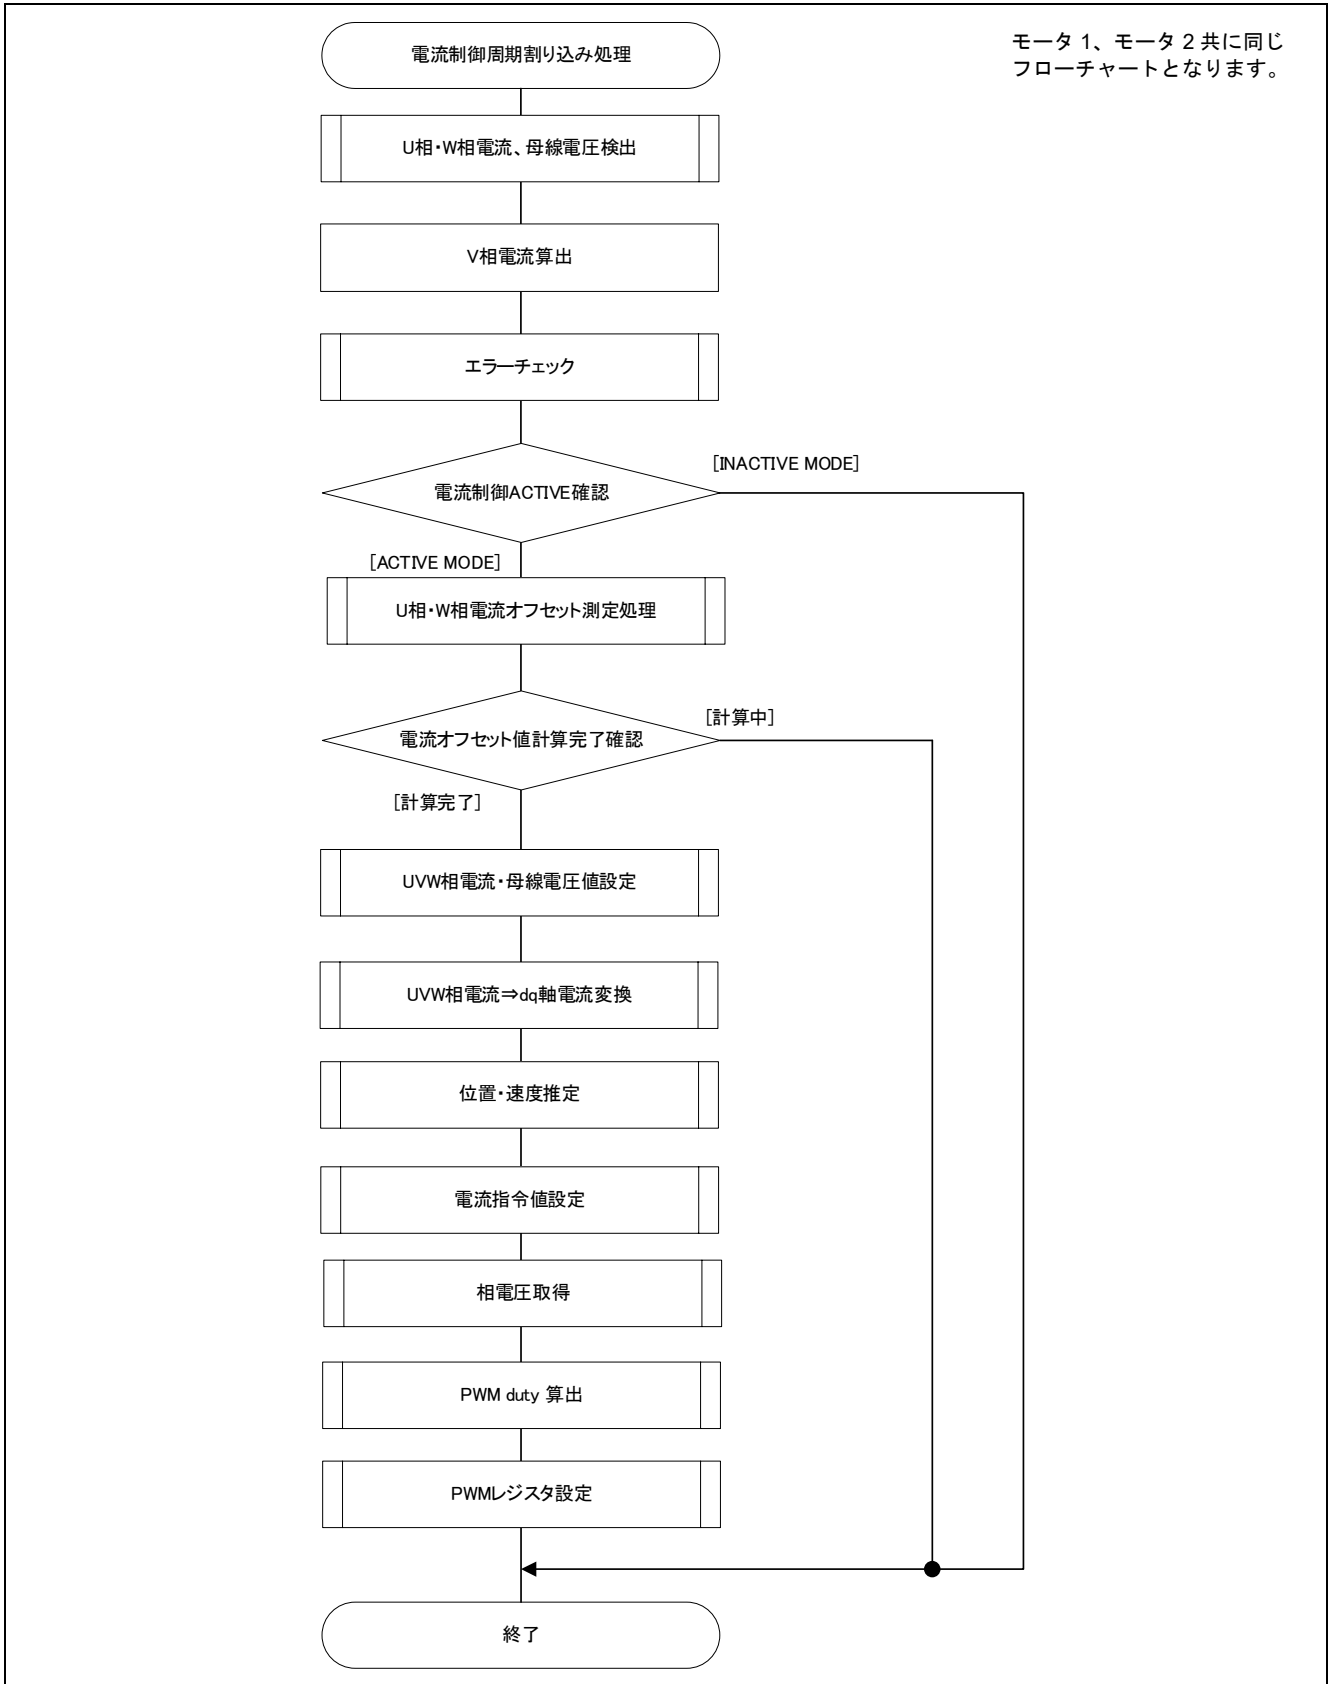 電流制御周期割り込み処理
モータ 1、モータ 2 共に同じ
フローチャートとなります。
U相・W相電流、母線電圧検出
V相電流算出
エラーチェック
電流制御ACTIVE確認
[INACTIVE MODE]
[ACTIVE MODE]
U相・W相電流オフセット測定処理
電流オフセット値計算完了確認
[計算中]
[計算完了]
UVW相電流・母線電圧値設定
UVW相電流⇒dq軸電流変換
位置・速度推定
電流指令値設定
相電圧取得
PWM duty 算出
PWMレジスタ設定
終了